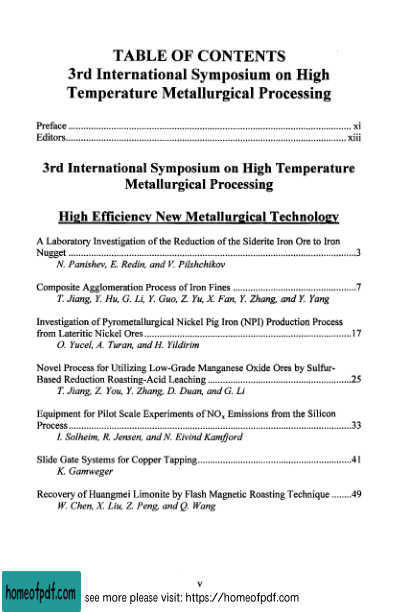 TABLE OF CONTENTS
3rd International Symposium on High
Temperature Metallurgical Processing
Preface ........................................................................................................ xi
Editors........................................................................................................ xiii
3rd International Symposium on High Temperature
Metallurgical Processing
High Efficiency New Metallurgical Technology
A Laboratory Investigation of the Reduction of the Siderite Iron Ore to Iron
Nugget ........................................................................................................3
N. Panishev, E. Redin, and V. Pilshchikov
Composite Agglomeration Process of Iron Fines .............................................7
T. Jiang, Y. Hu, G. Li, Y. Guo, Z. Yu, X. Fan, Y. Zhang, and Y. Yang
Investigation of Pyrometallurgical Nickel Pig Iron (NPI) Production Process
from Lateritic Nickel Ores.............................................................................17
O. Yucel, A. Turan, and H. Yildirim
Novel Process for Utilizing Low-Grade Manganese Oxide Ores by Sulfur-
Based Reduction Roasting-Acid Leaching .....................................................25
T. Jiang, Z. You, Y. Zhang, D. Duan, and G. Li
Equipment for Pilot Scale Experiments of NOx Emissions from the Silicon
Process........................................................................................................33
I. Solheim, R. Jensen, and N. Eivind Kamfjord
Slide Gate Systems for Copper Tapping.........................................................41
K. Gamweger
Recovery of Huangmei Limonite by Flash Magnetic Roasting Technique ........49
W. Chen, X. Liu, Z. Peng, and Q. Wang
v
homeofpdf.com
see more please visit: https://homeofpdf.com